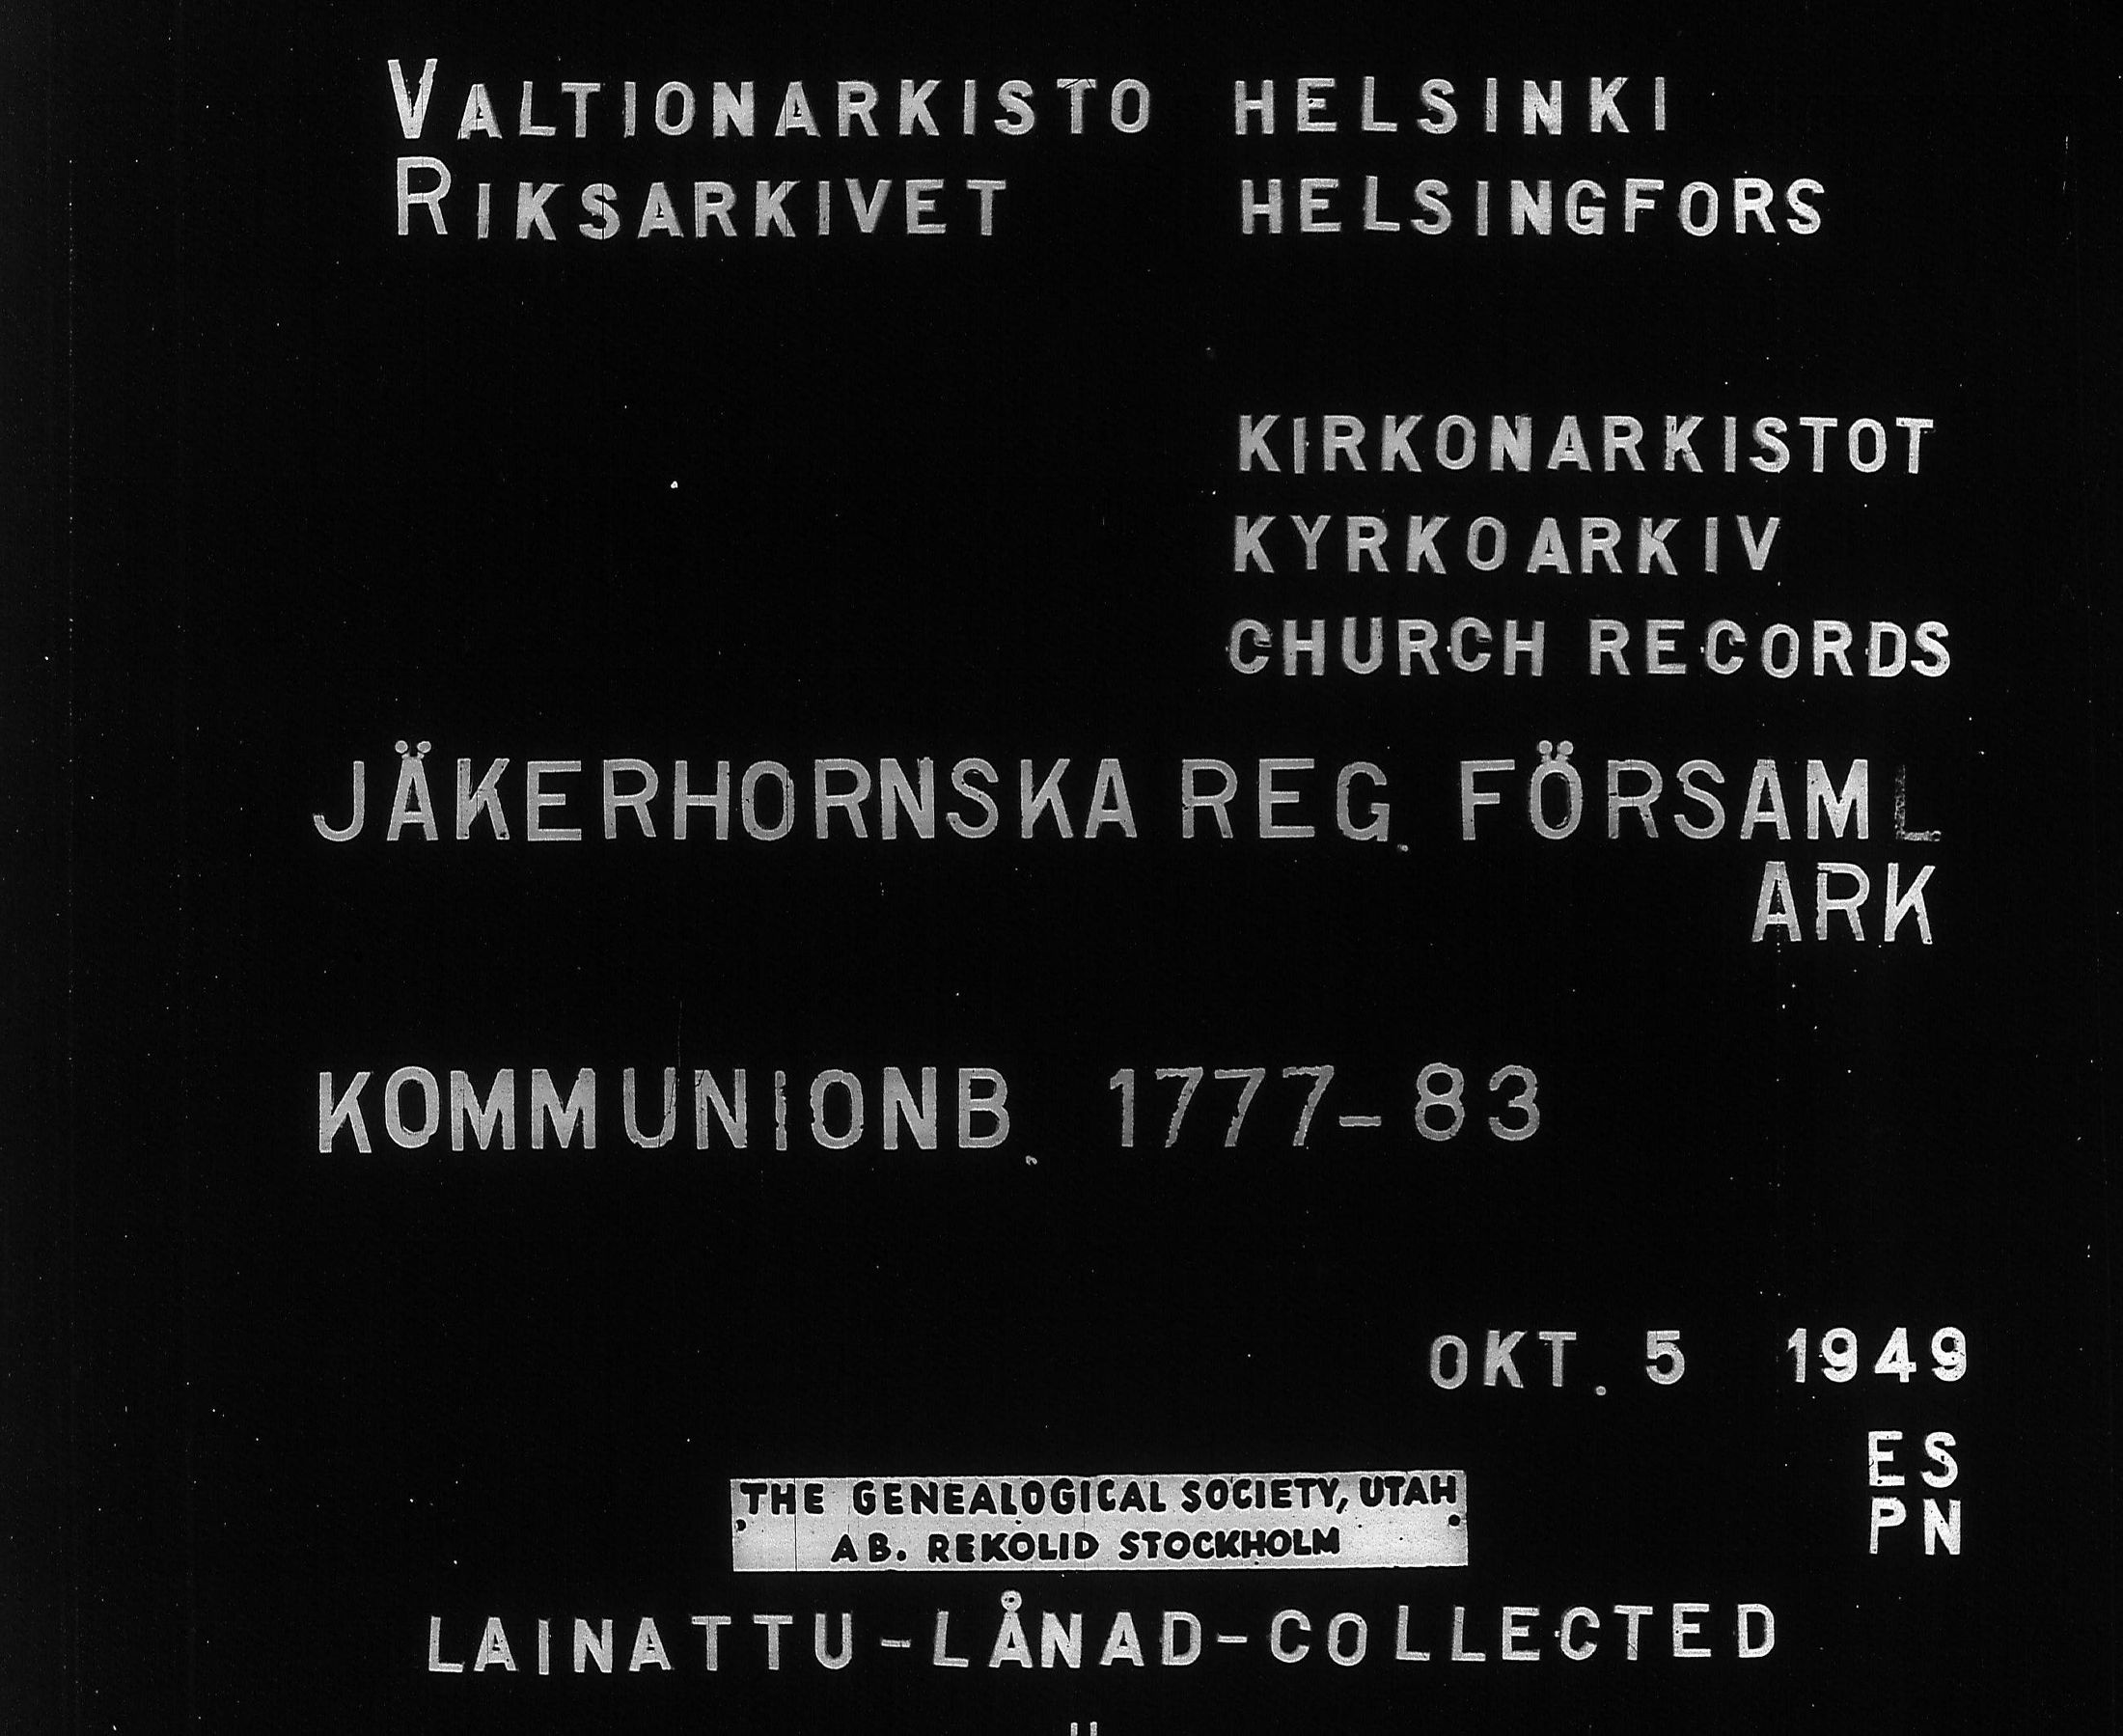 VALTIONARKISTO HELSINKI
RIKSARKIVET HELSINGFORS
KIRKONARKISTOT
KYRKOARKIV
CHURCH RECORDS
JÄKERHORNSKA REG. FÖRSAML
ARK
KOMMUNIONB. 1777-83
OKT. 5 1949
ES
PN
THE GENEALOGICAL SOCIETY, UTAH
AB. REKOLID STOCKHOLM
LAINATTU-LÅNAD-COLLECTED